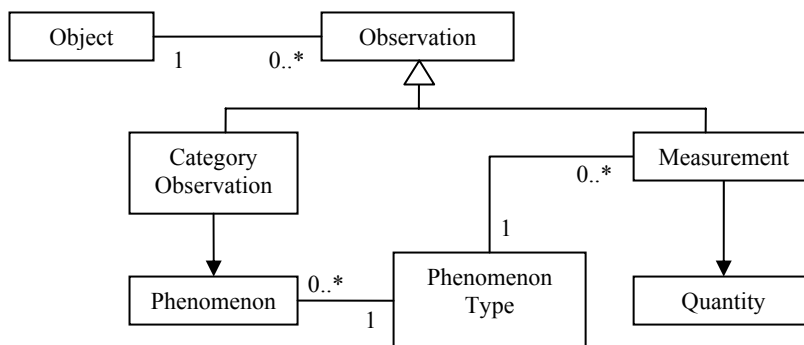 Object
Observation
1
0..*
Category
Observation
Measurement
0..*
1
Phenomenon
0..*
1
Phenomenon
Type
Quantity